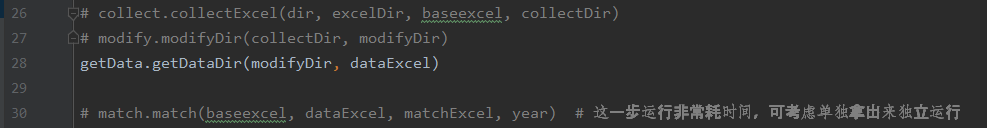 26 # collect.collectExcel(dir, excelDir, baseexcel, collectDir)
27 # modify.modifyDir(collectDir, modifyDir)
28 getData.getDataDir(modifyDir, dataExcel)
29
30 # match.match(baseexcel, dataExcel, matchExcel, year)  # 这一步运行非常耗时间，可考虑单独拿出来独立运行